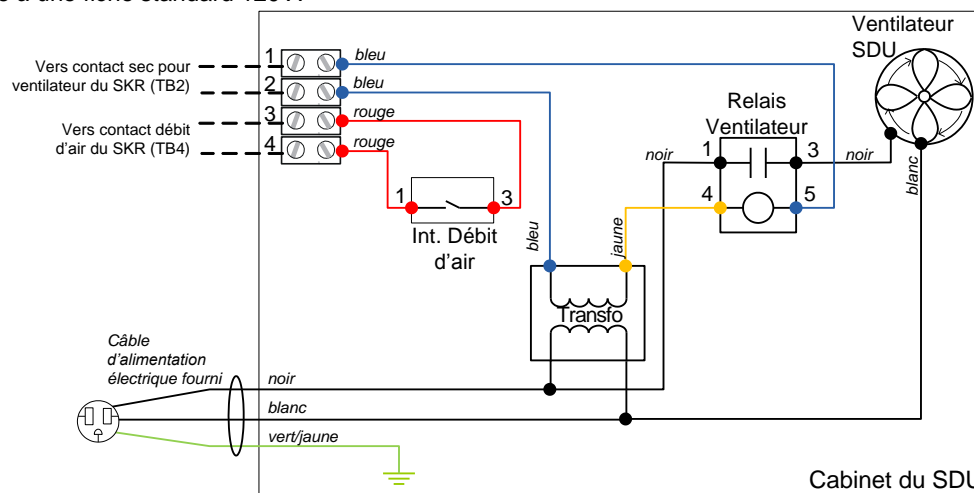 Ventilateur
SDU
1
2
3
4
bleu
bleu
rouge
rouge
Vers contact sec pour
ventilateur du SKR (TB2)
Vers contact débit
d'air du SKR (TB4)
Relais
Ventilateur
noir
1
3
noir
blanc
4
5
1
3
Int. Débit
d'air
bleu
jaune
Transfo
Câble
d'alimentation
électrique fourni
noir
blanc
vert/jaune
Cabinet du SDU